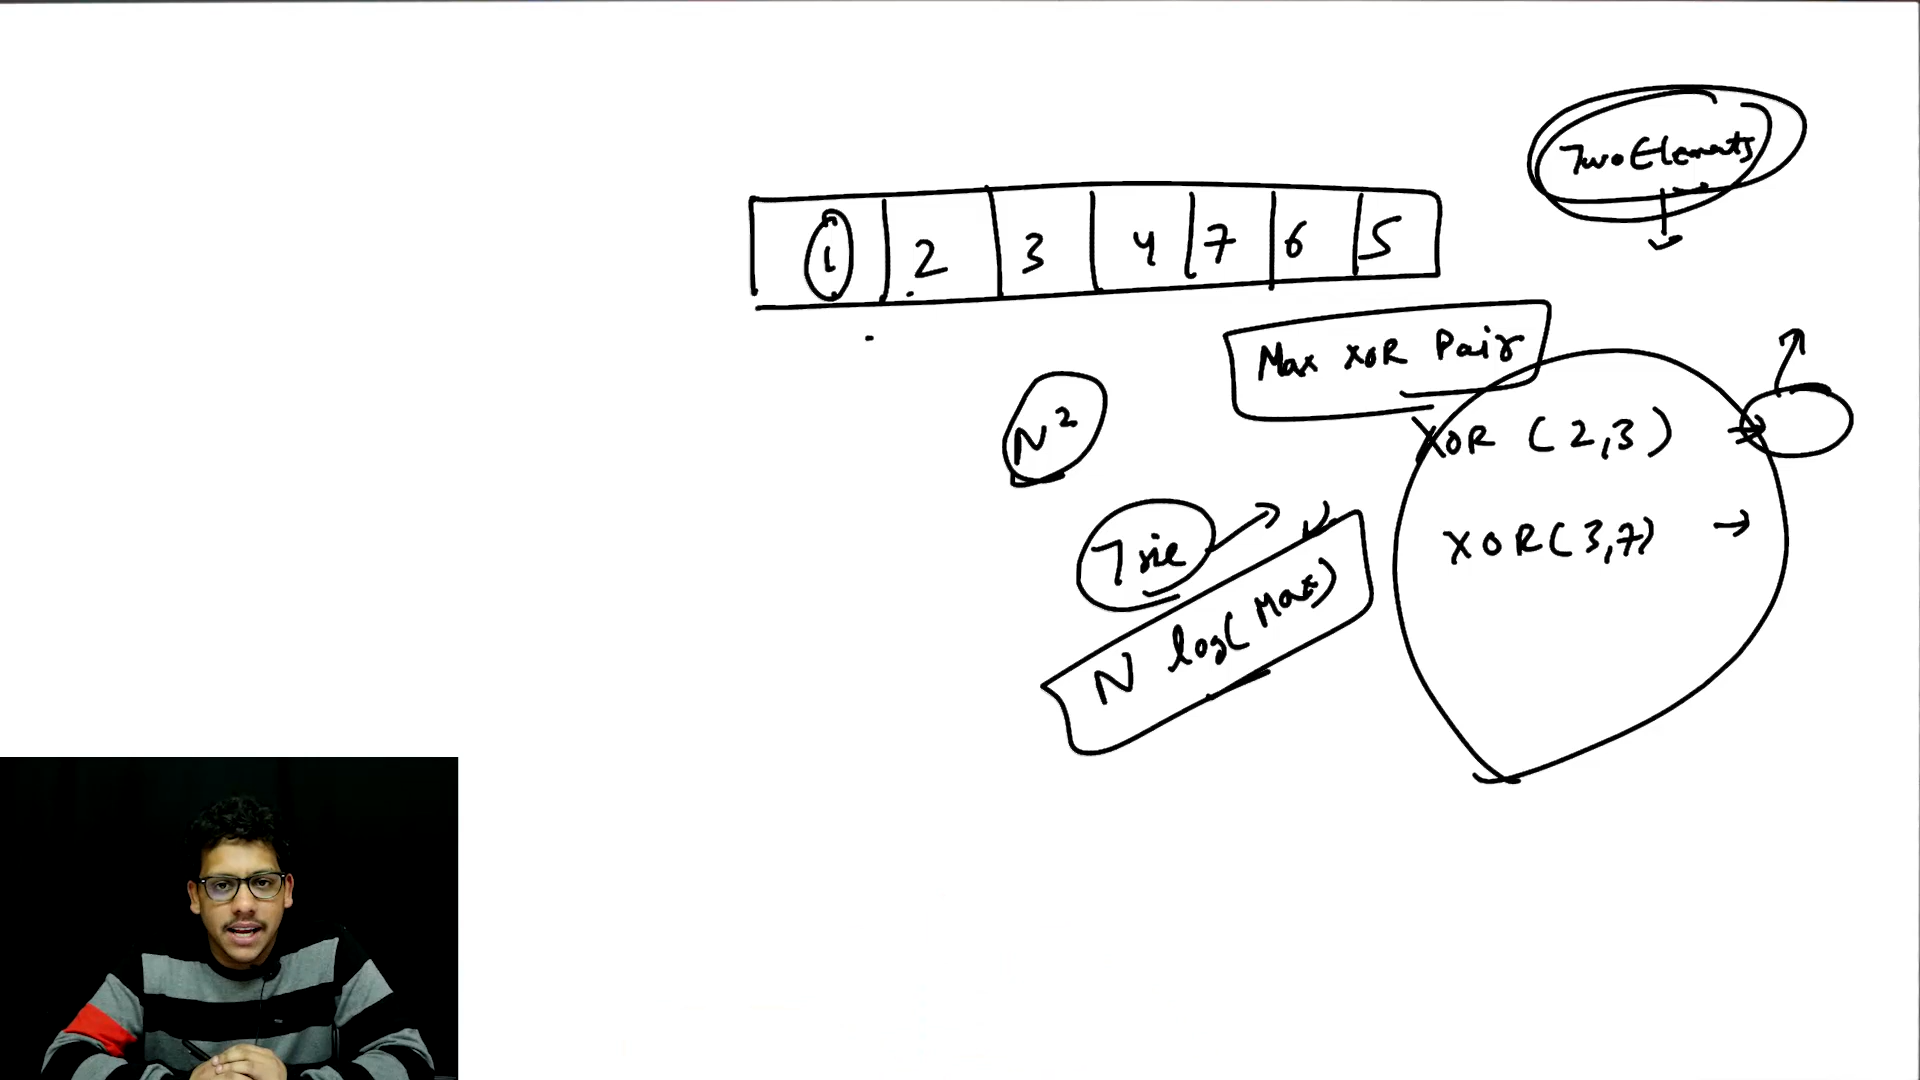 Two Elements
1 2 3 4 7 6 5
Max XOR Pair
N²
XOR (2,3) →
Trie
XOR(3,7) →
N log(Max)